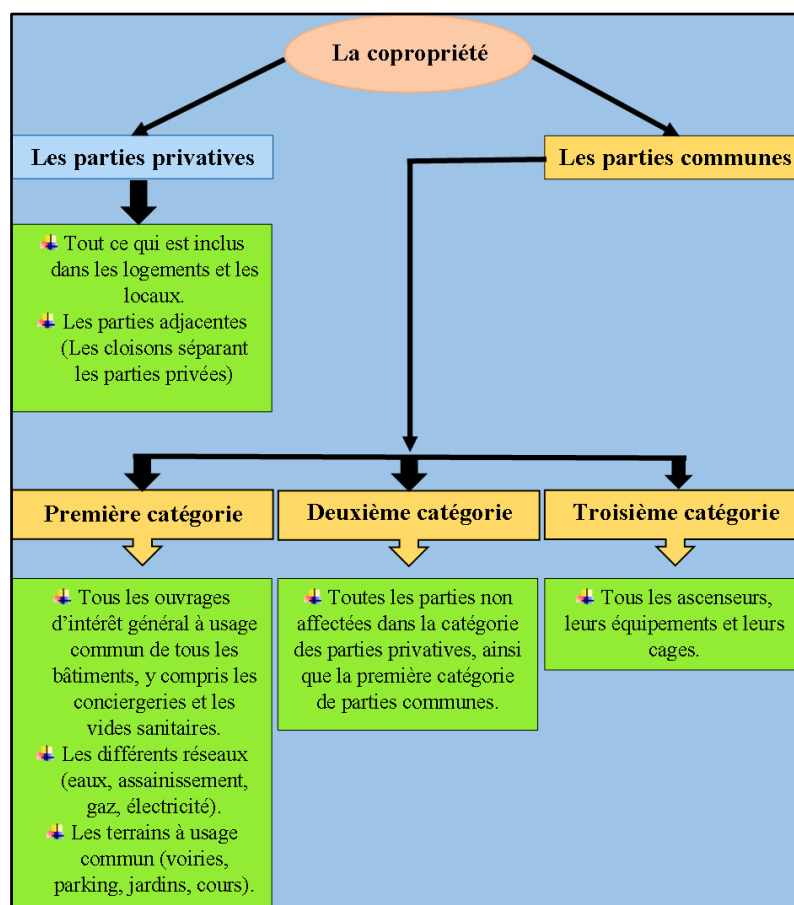 La copropriété
Les parties privatives
Les parties communes
Tout ce qui est inclus
dans les logements et les
locaux.
Les parties adjacentes
(Les cloisons séparant
les parties privées)
Première catégorie
Deuxième catégorie
Troisième catégorie
Tous les ouvrages
d'intérêt général à usage
commun de tous les
bâtiments, y compris les
conciergeries et les
vides sanitaires.
Les différents réseaux
(eaux, assainissement,
gaz, électricité).
Les terrains à usage
commun (voiries,
parking, jardins, cours).
Toutes les parties non
affectées dans la catégorie
des parties privatives, ainsi
que la première catégorie
de parties communes.
Tous les ascenseurs,
leurs équipements et leurs
cages.